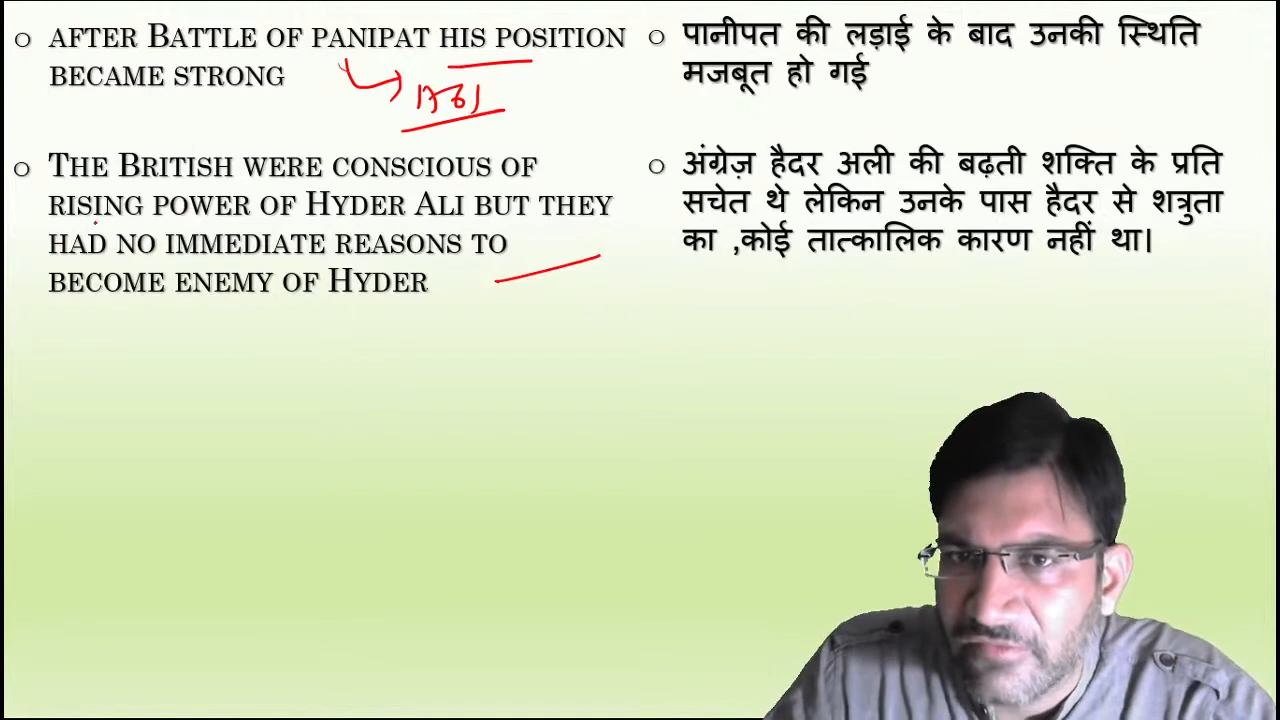 AFTER BATTLE OF PANIPAT HIS POSITION
BECAME STRONG
1761
THE BRITISH WERE CONSCIOUS OF
RISING POWER OF HYDER ALI BUT THEY
HAD NO IMMEDIATE REASONS TO
BECOME ENEMY OF HYDER
पानीपत की लड़ाई के बाद उनकी स्थिति
मजबूत हो गई
अंग्रेज़ हैदर अली की बढ़ती शक्ति के प्रति
सचेत थे लेकिन उनके पास हैदर से शत्रुता
का ,कोई तात्कालिक कारण नहीं था।